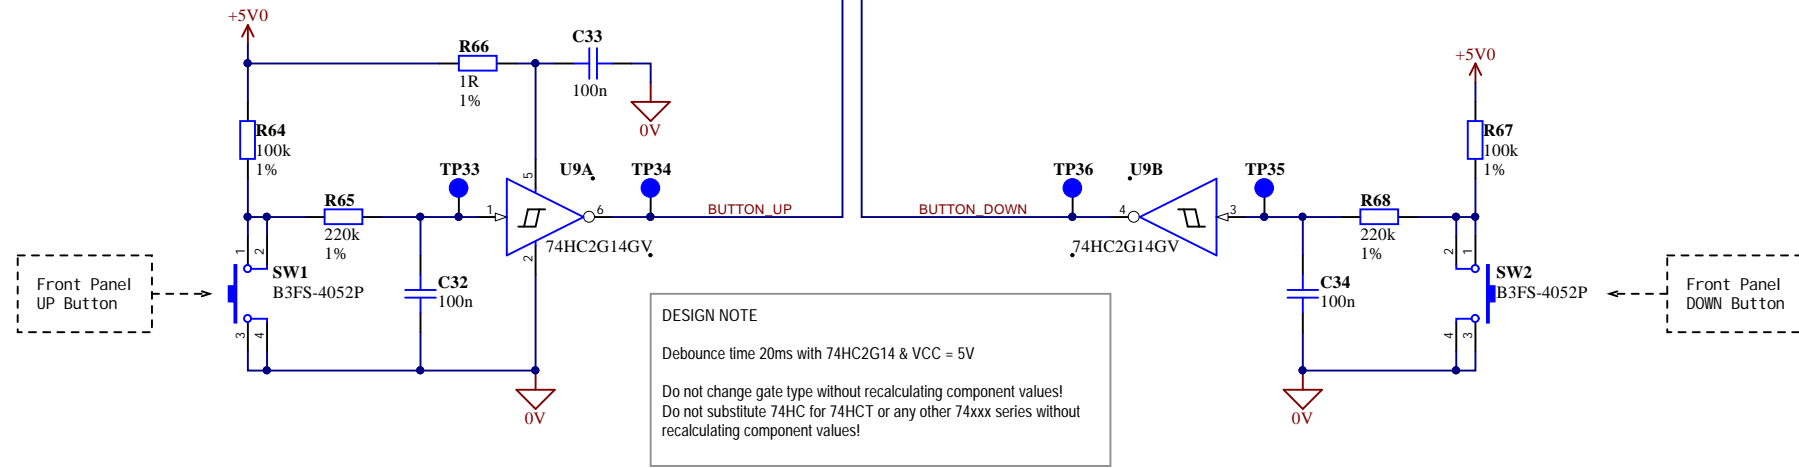 +5V0
R66
1R
1%
C33
100n
0V
R64
100k
1%
TP33
U9A
TP34
5
R65
220k
1%
1
6
BUTTON_UP
74HC2G14GV
2
1
2
Front Panel
UP Button
SW1
B3FS-4052P
C32
100n
3
4
0V
+5V0
R67
100k
1%
TP36
U9B
TP35
BUTTON_DOWN
4
3
R68
220k
1%
74HC2G14GV
2
1
C34
100n
SW2
B3FS-4052P
Front Panel
DOWN Button
4
3
0V
DESIGN NOTE
Debounce time 20ms with 74HC2G14 & VCC = 5V
Do not change gate type without recalculating component values!
Do not substitute 74HC for 74HCT or any other 74xxx series without
recalculating component values!